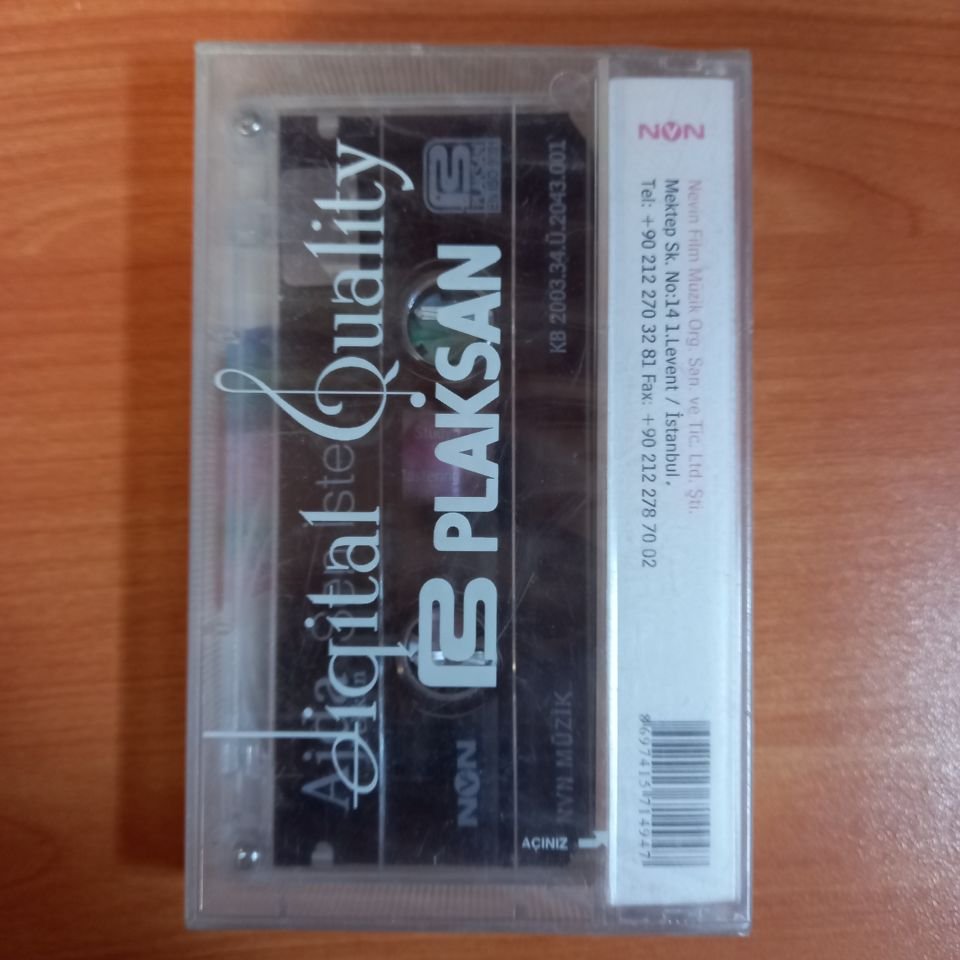 Digital Quality
PLAKSAN
KB 2003.34.Ü.2043.001
NVN
NVN MÜZİK
AÇINIZ
NVN
Nevin Film Müzik Org. San. ve Tic. Ltd. Şti.
Mektep Sk. No:14 1.Levent / İstanbul,
Tel: +90 212 270 32 81 Fax: +90 212 278 70 02
8697415714947